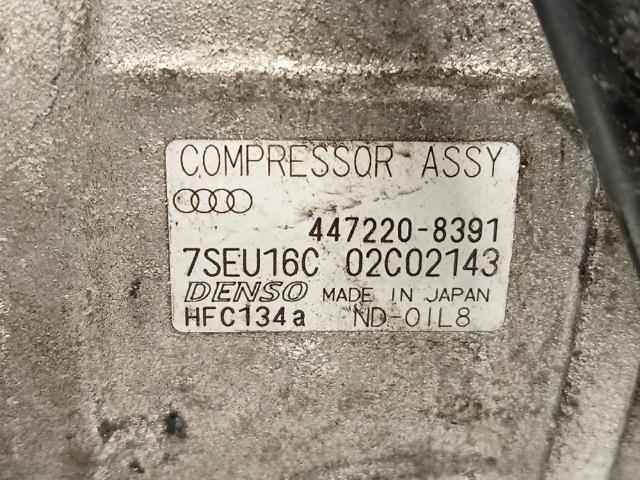 COMPRESSOR ASSY
447220-8391
7SEU16C 02C02143
DENSO MADE IN JAPAN
HFC134a ND-OIL8